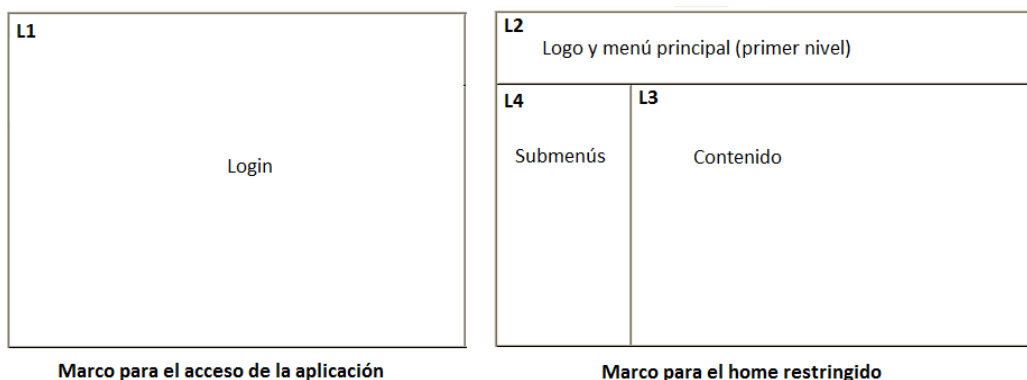 L1
Login
Marco para el acceso de la aplicación
L2
Logo y menú principal (primer nivel)
L4
L3
Submenús
Contenido
Marco para el home restringido